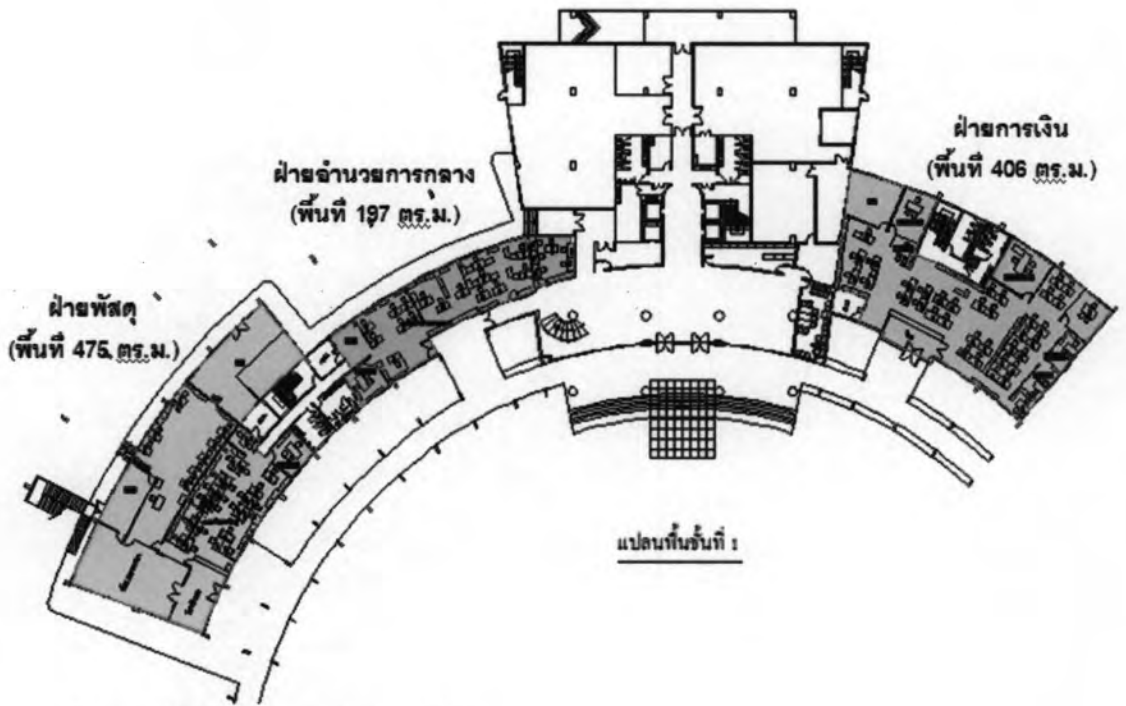 ฝ่ายการเงิน
(พื้นที่ 406 ตร.ม.)
ฝ่ายอำนวยการกลาง
(พื้นที่ 197 ตร.ม.)
ฝ่ายพัสดุ
(พื้นที่ 475 ตร.ม.)
แปลนพื้นชั้นที่ 1